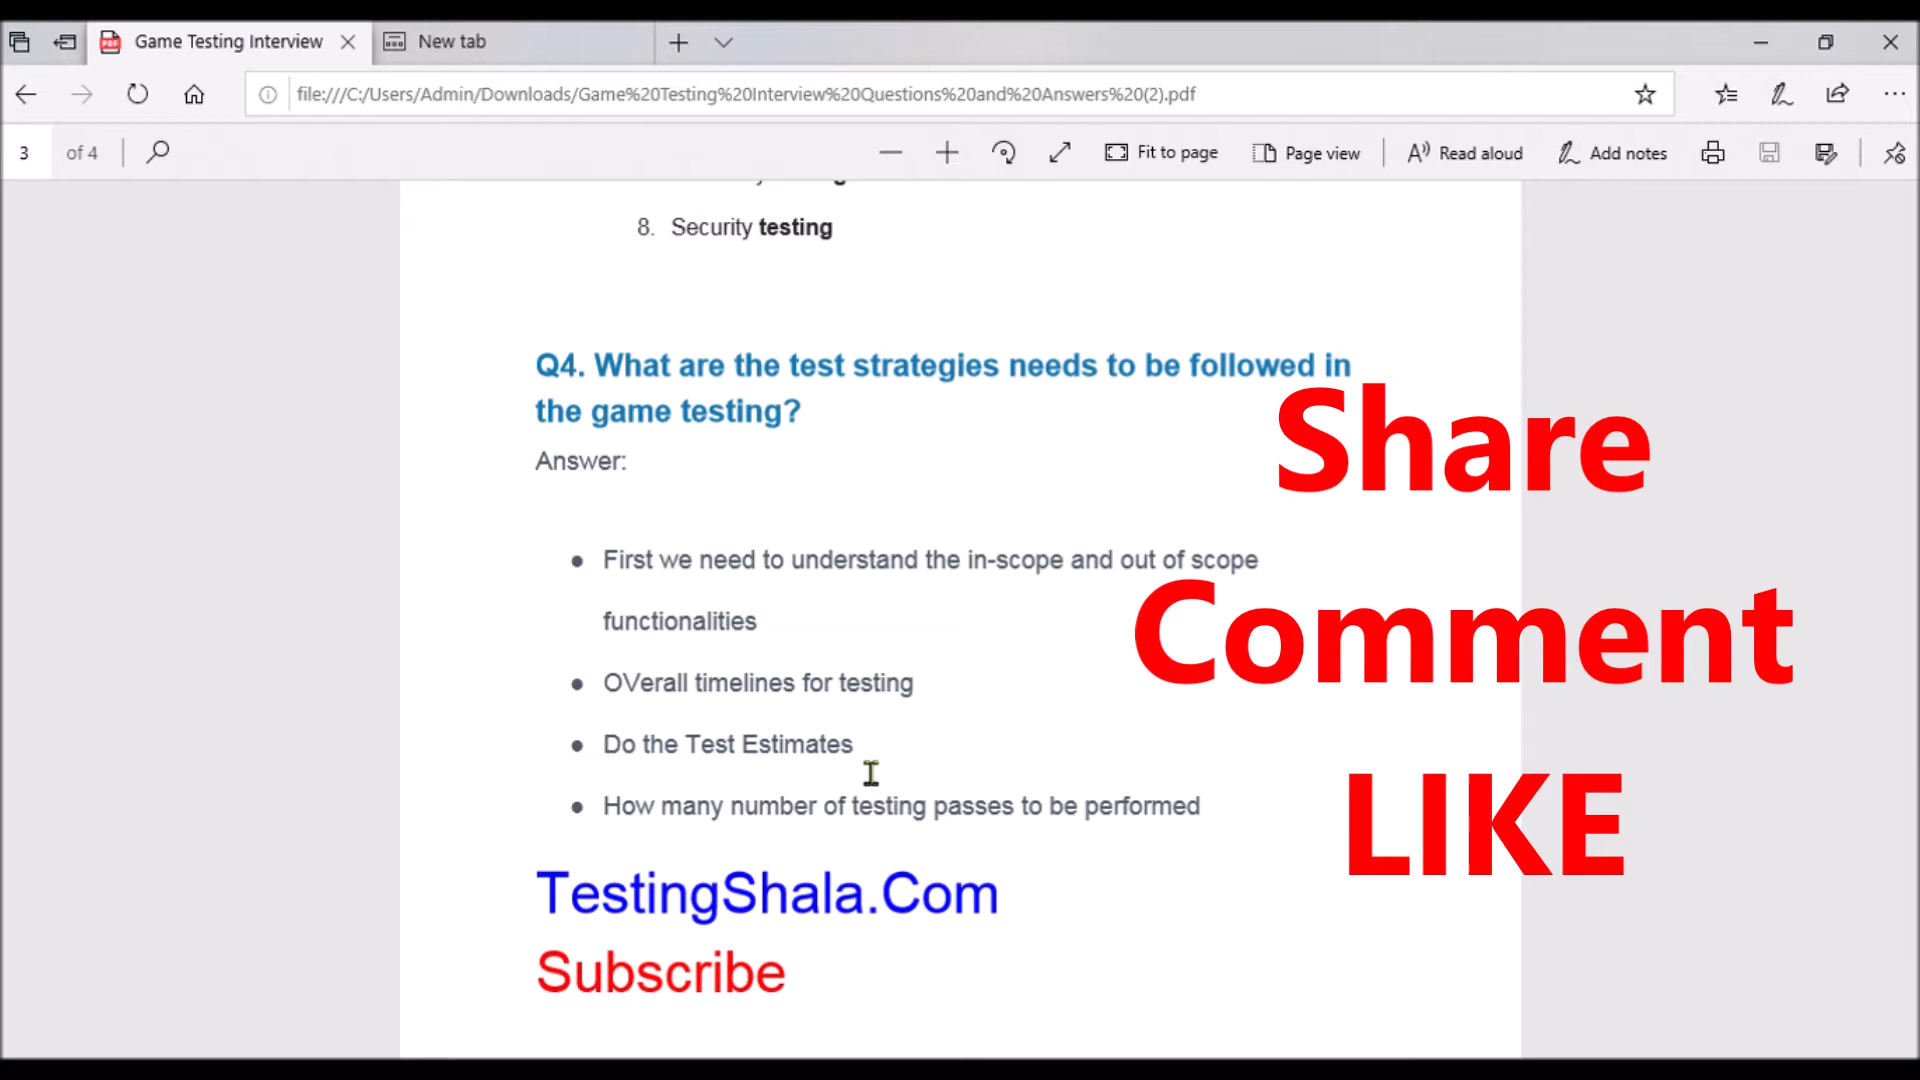 Game Testing Interview
New tab
file:///C:/Users/Admin/Downloads/Game%20Testing%20Interview%20Questions%20and%20Answers%20(2).pdf
3 of 4
Fit to page
Page view
Read aloud
Add notes
8. Security testing
Q4. What are the test strategies needs to be followed in
the game testing?
Answer:
● First we need to understand the in-scope and out of scope
functionalities
● OVerall timelines for testing
● Do the Test Estimates
● How many number of testing passes to be performed
TestingShala.Com
Subscribe
Share
Comment
LIKE